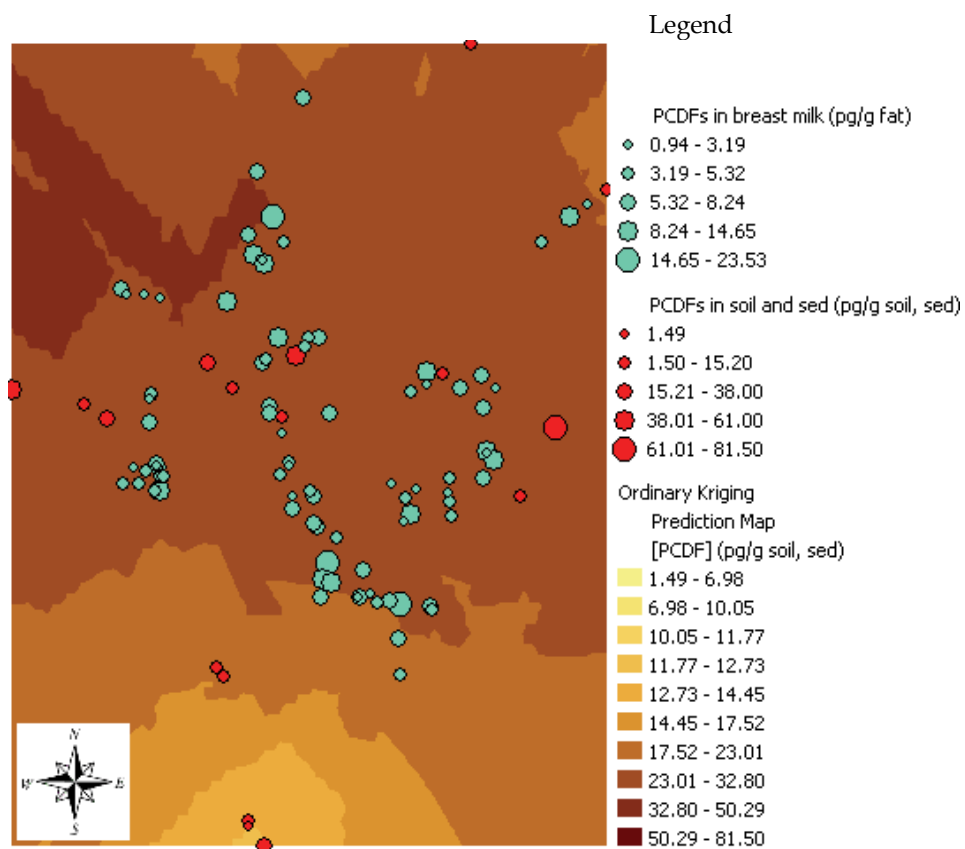 Legend
PCDFs in breast milk (pg/g fat)
0.94 - 3.19
3.19 - 5.32
5.32 - 8.24
8.24 - 14.65
14.65 - 23.53
PCDFs in soil and sed (pg/g soil, sed)
1.49
1.50 - 15.20
15.21 - 38.00
38.01 - 61.00
61.01 - 81.50
Ordinary Kriging
Prediction Map
[PCDF] (pg/g soil, sed)
1.49 - 6.98
6.98 - 10.05
10.05 - 11.77
11.77 - 12.73
12.73 - 14.45
14.45 - 17.52
17.52 - 23.01
23.01 - 32.80
32.80 - 50.29
50.29 - 81.50
N
W E
S